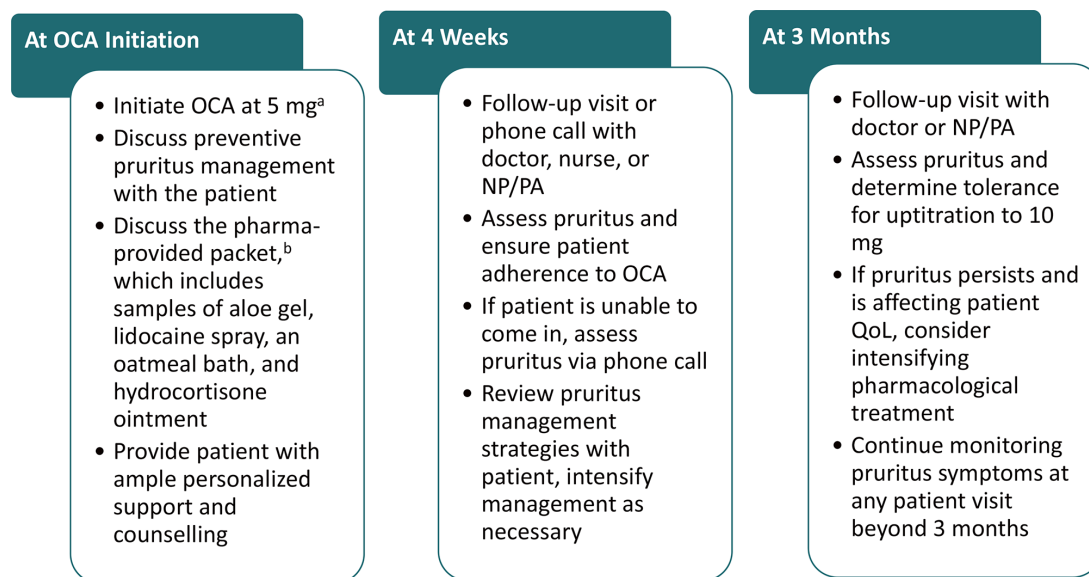 At OCA Initiation
• Initiate OCA at 5 mgᵃ
• Discuss preventive
pruritus management
with the patient
• Discuss the pharma-
provided packet,ᵇ
which includes
samples of aloe gel,
lidocaine spray, an
oatmeal bath, and
hydrocortisone
ointment
• Provide patient with
ample personalized
support and
counselling
At 4 Weeks
• Follow-up visit or
phone call with
doctor, nurse, or
NP/PA
• Assess pruritus and
ensure patient
adherence to OCA
• If patient is unable to
come in, assess
pruritus via phone call
• Review pruritus
management
strategies with
patient, intensify
management as
necessary
At 3 Months
• Follow-up visit with
doctor or NP/PA
• Assess pruritus and
determine tolerance
for uptitration to 10
mg
• If pruritus persists and
is affecting patient
QoL, consider
intensifying
pharmacological
treatment
• Continue monitoring
pruritus symptoms at
any patient visit
beyond 3 months